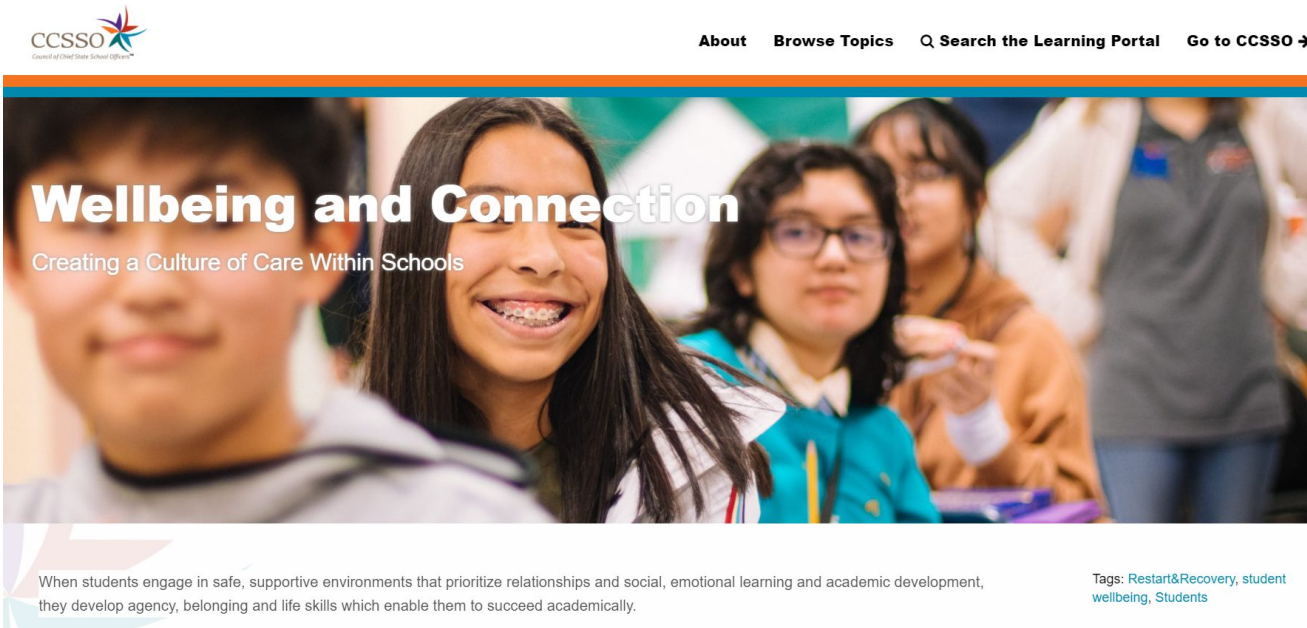 CCSSO
Council of Chief State School Officers™
About Browse Topics Search the Learning Portal Go to CCSSO →
Wellbeing and Connection
Creating a Culture of Care Within Schools
When students engage in safe, supportive environments that prioritize relationships and social, emotional learning and academic development,
they develop agency, belonging and life skills which enable them to succeed academically.
Tags: Restart&Recovery, student
wellbeing, Students